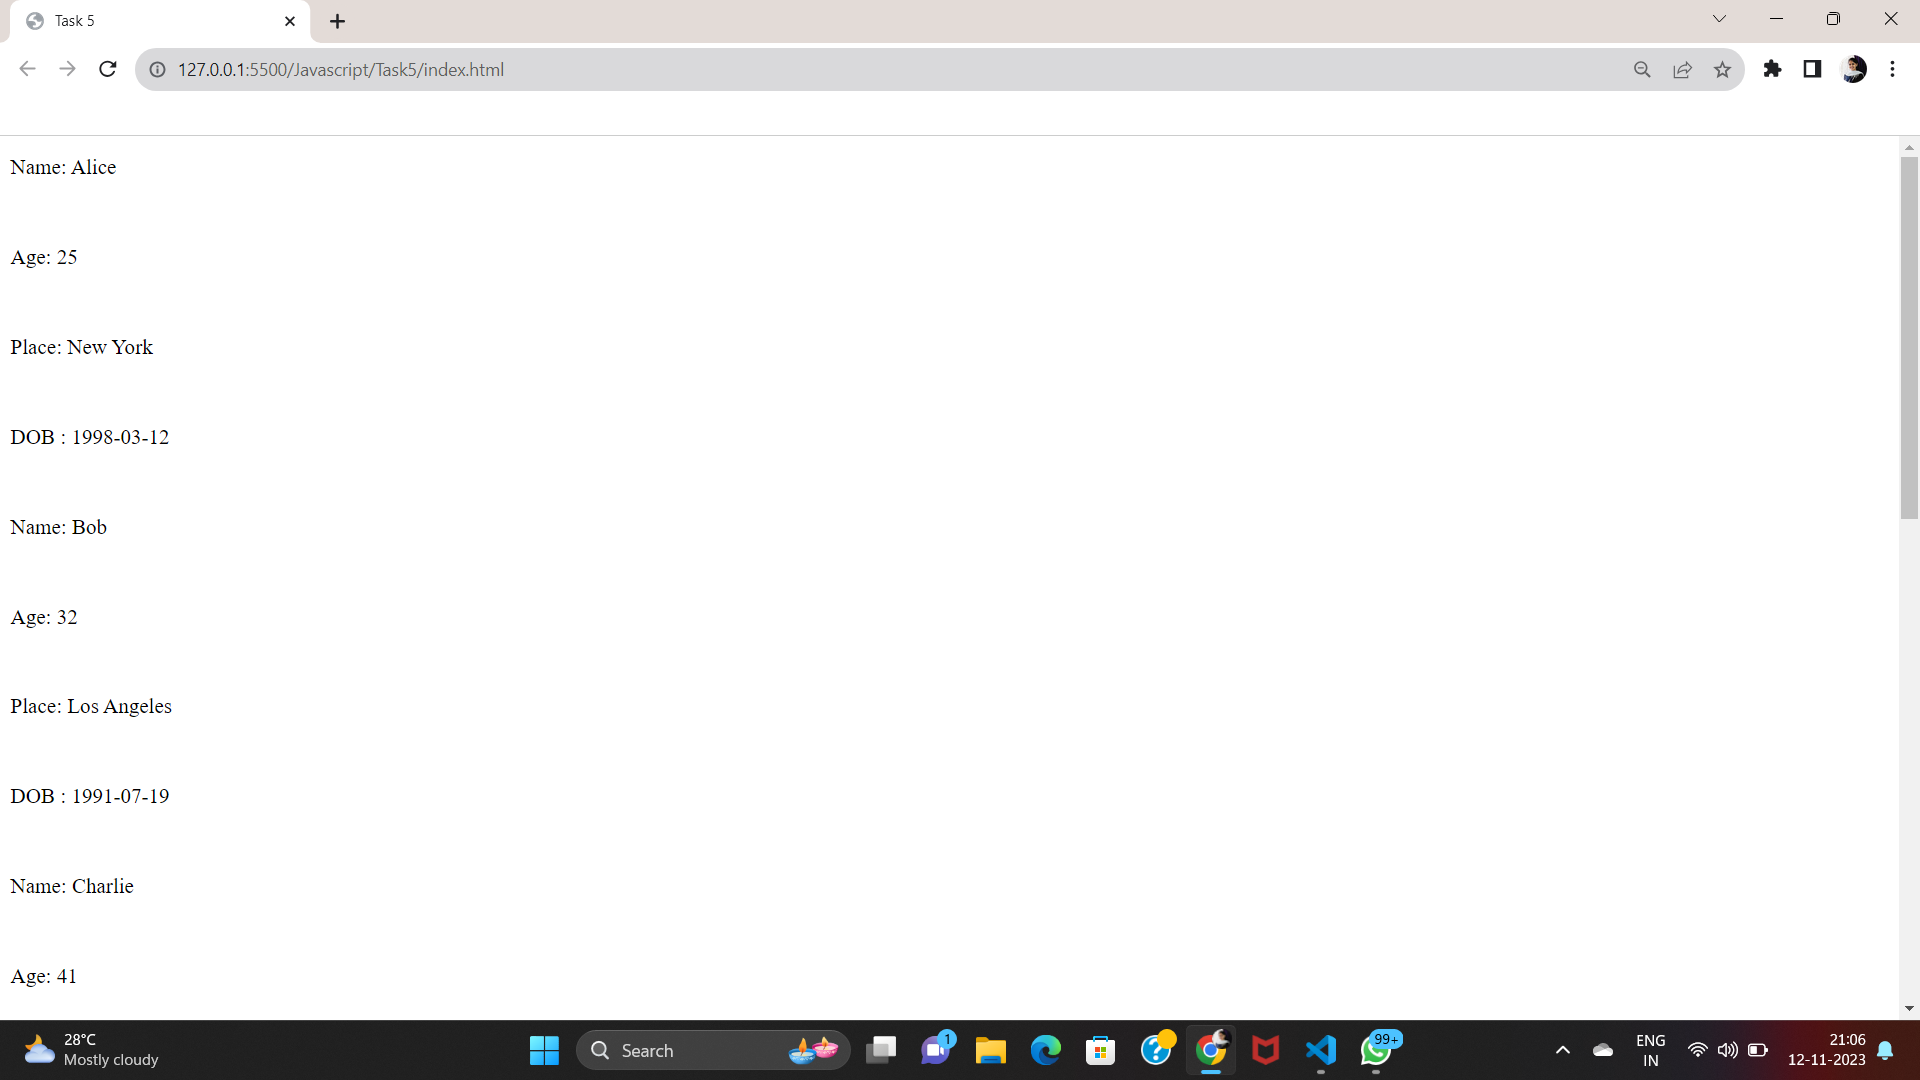 Task 5
127.0.0.1:5500/Javascript/Task5/index.html
Name: Alice
Age: 25
Place: New York
DOB : 1998-03-12
Name: Bob
Age: 32
Place: Los Angeles
DOB : 1991-07-19
Name: Charlie
Age: 41
28°C
Mostly cloudy
Search
1
99+
ENG
IN
21:06
12-11-2023